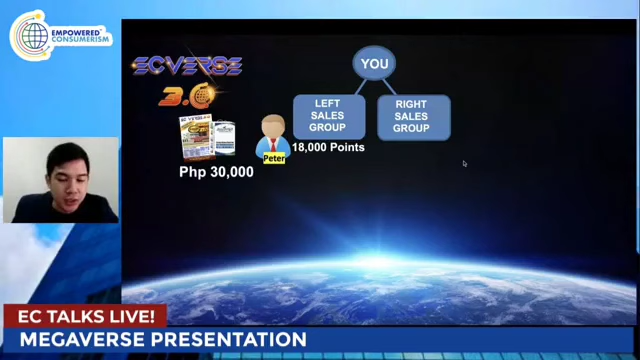 EMPOWERED
CONSUMERISM
ECVERSE
3.0
YOU
LEFT
SALES
GROUP
RIGHT
SALES
GROUP
Peter
18,000 Points
Php 30,000
EC TALKS LIVE!
MEGAVERSE PRESENTATION